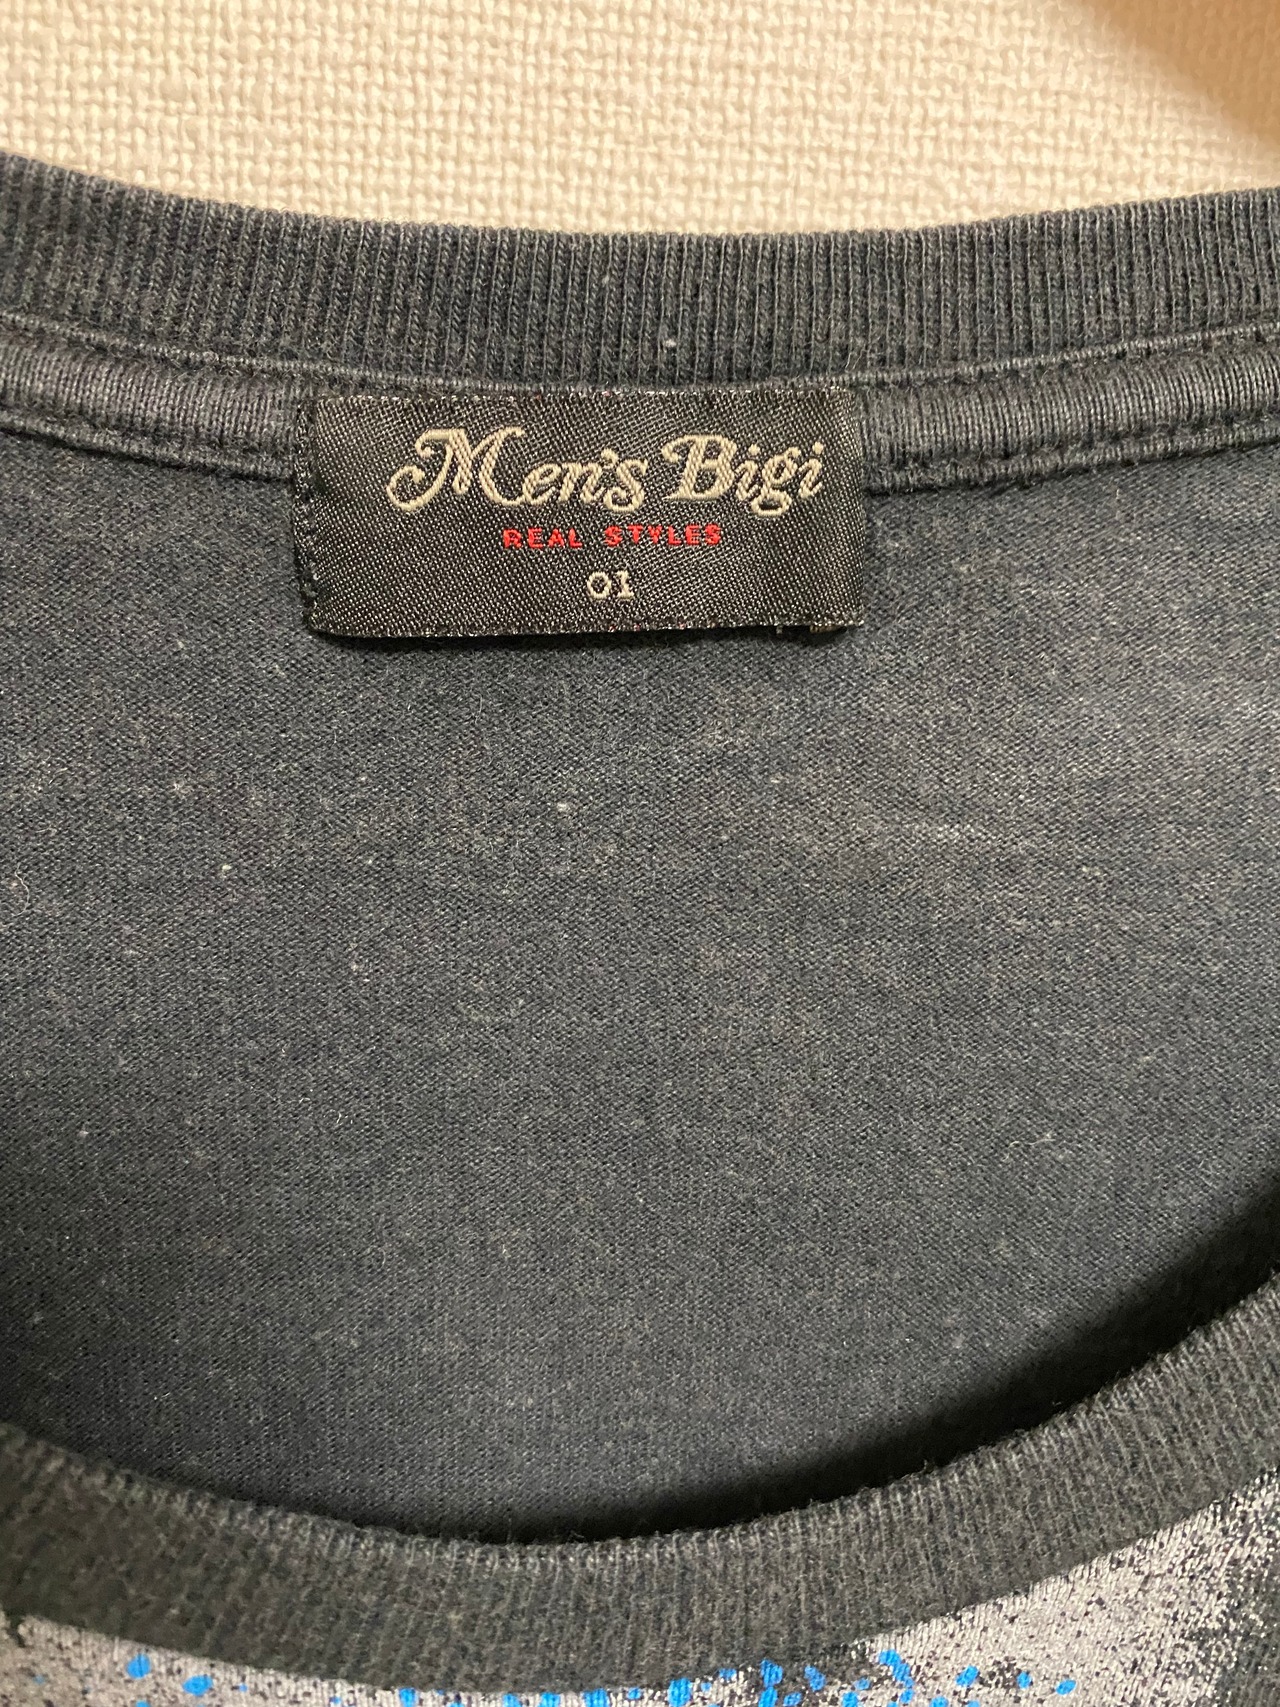 Men's Bigi
REAL STYLES
01